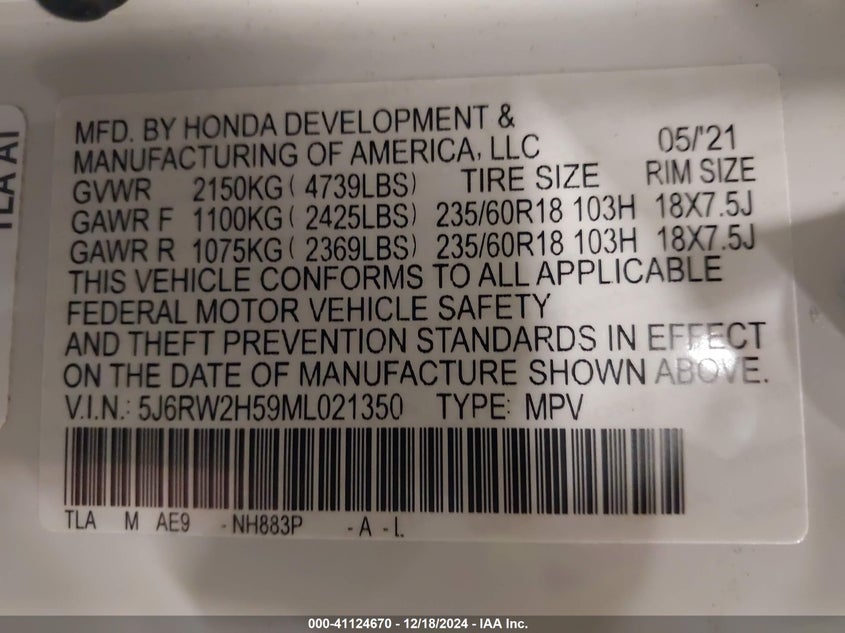 TLA A1
MFD. BY HONDA DEVELOPMENT &
MANUFACTURING OF AMERICA, LLC 05/'21
GVWR 2150KG ( 4739LBS) TIRE SIZE RIM SIZE
GAWR F 1100KG ( 2425LBS) 235/60R18 103H 18X7.5J
GAWR R 1075KG ( 2369LBS) 235/60R18 103H 18X7.5J
THIS VEHICLE CONFORMS TO ALL APPLICABLE
FEDERAL MOTOR VEHICLE SAFETY
AND THEFT PREVENTION STANDARDS IN EFFECT
ON THE DATE OF MANUFACTURE SHOWN ABOVE.
V.I.N.: 5J6RW2H59ML021350 TYPE: MPV
TLA M AE9 -NH883P -A -L
000-41124670 - 12/18/2024 - IAA Inc.